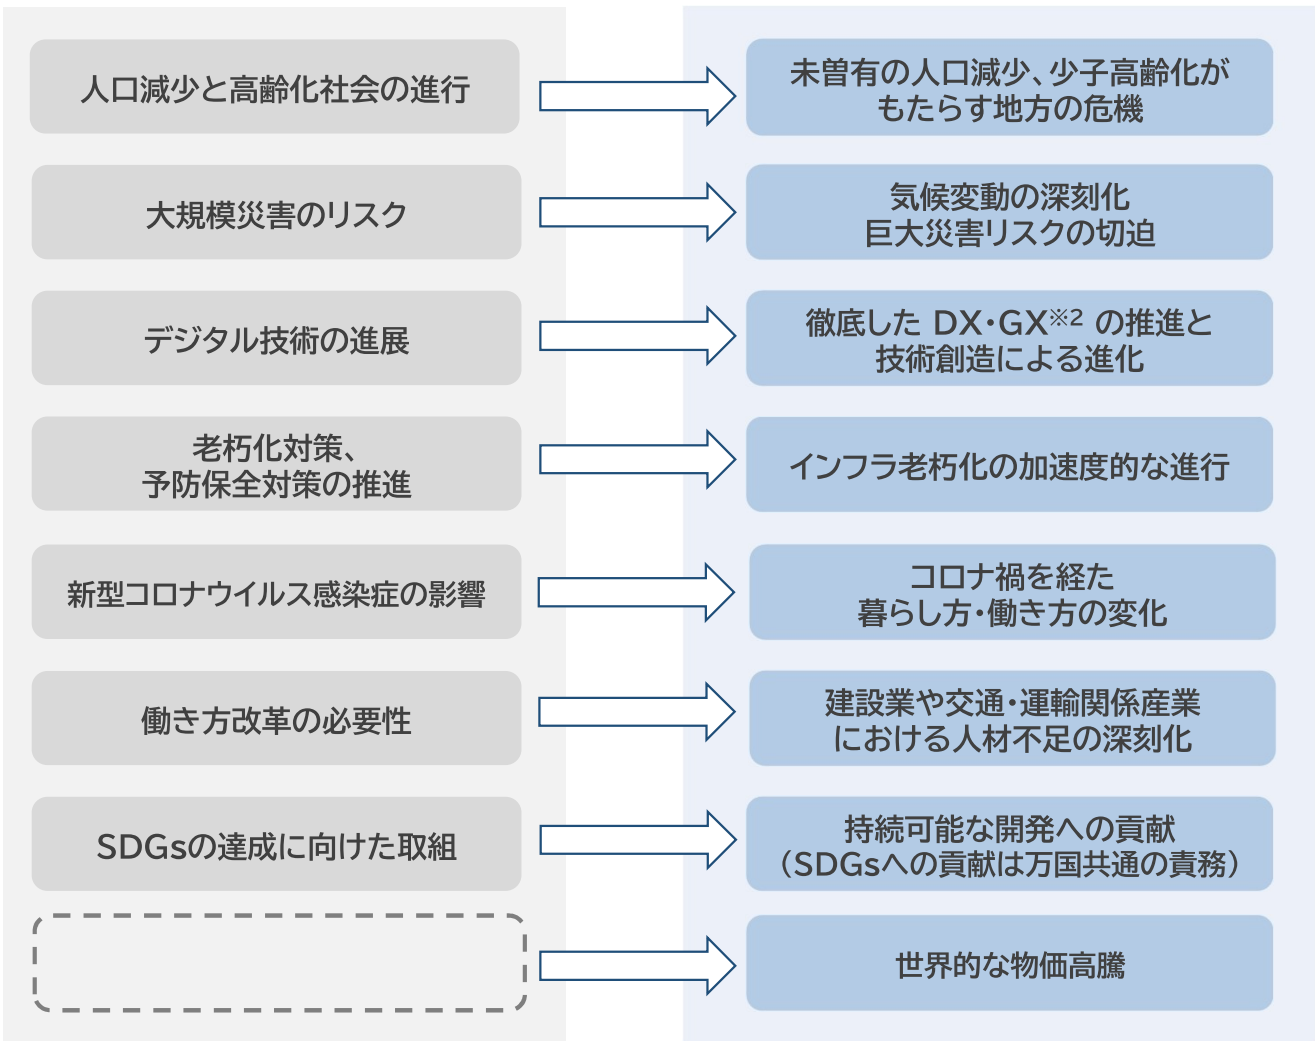 人口減少と高齢化社会の進行
未曽有の人口減少、少子高齢化が
もたらす地方の危機
大規模災害のリスク
気候変動の深刻化
巨大災害リスクの切迫
デジタル技術の進展
徹底した DX・GX※2 の推進と
技術創造による進化
老朽化対策、
予防保全対策の推進
インフラ老朽化の加速度的な進行
新型コロナウイルス感染症の影響
コロナ禍を経た
暮らし方・働き方の変化
働き方改革の必要性
建設業や交通・運輸関係産業
における人材不足の深刻化
SDGsの達成に向けた取組
持続可能な開発への貢献
（SDGsへの貢献は万国共通の責務）
世界的な物価高騰